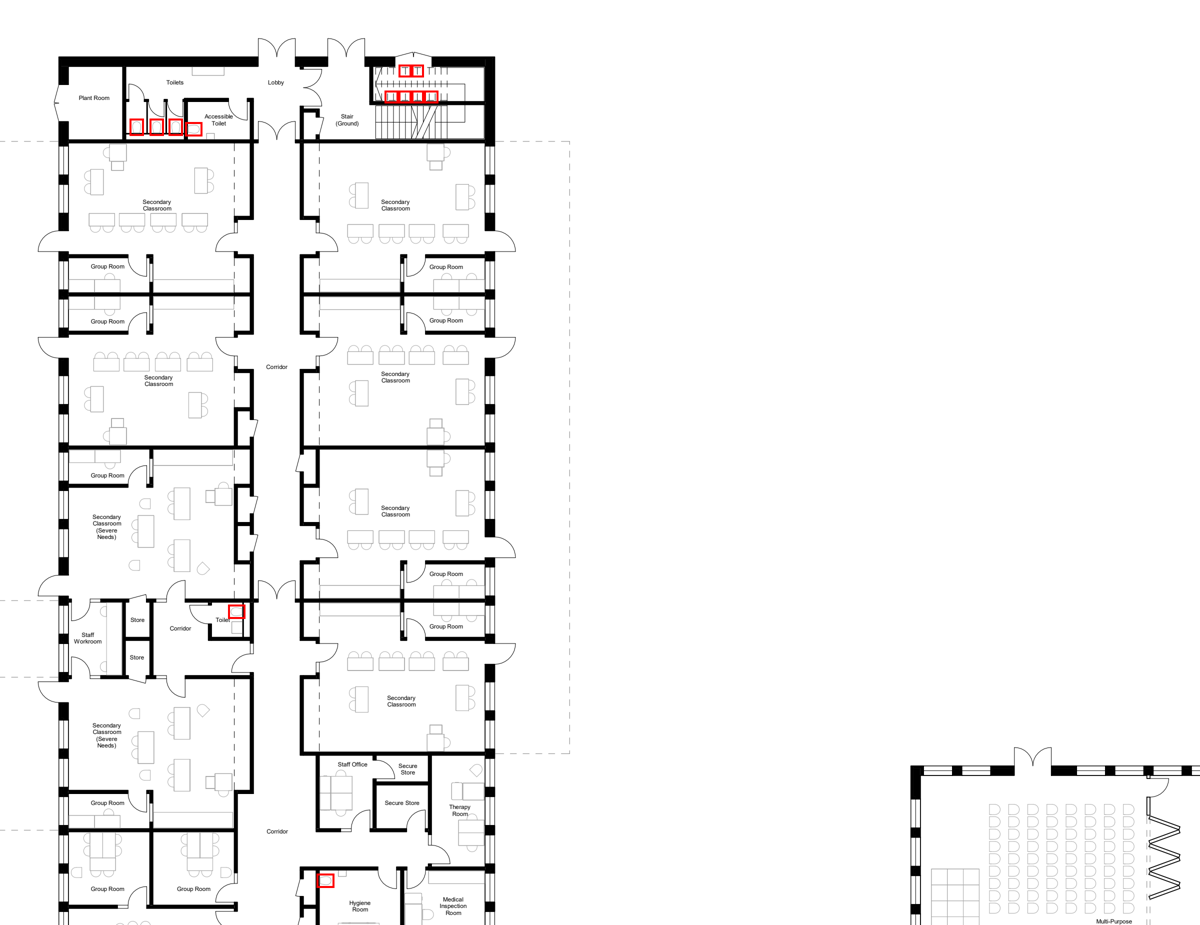 Toilets
Lobby
Plant Room
Accessible
Toilet
Stair
(Ground)
Secondary
Classroom
Secondary
Classroom
Group Room
Group Room
Group Room
Group Room
Corridor
Secondary
Classroom
Secondary
Classroom
Group Room
Secondary
Classroom
(Severe
Needs)
Secondary
Classroom
Group Room
Store
Toilet
Corridor
Staff
Workroom
Group Room
Store
Secondary
Classroom
(Severe
Needs)
Secondary
Classroom
Staff Office
Secure
Store
Group Room
Secure Store
Therapy
Room
Corridor
Group Room
Group Room
Hygiene
Room
Medical
Inspection
Room
Multi-Purpose